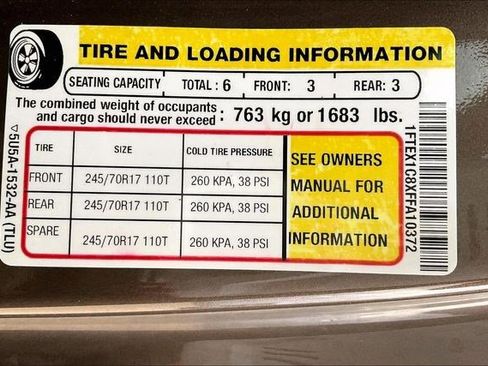 TIRE AND LOADING INFORMATION
SEATING CAPACITY TOTAL : 6 FRONT: 3 REAR: 3
The combined weight of occupants
and cargo should never exceed : 763 kg or 1683 lbs.
TIRE SIZE COLD TIRE PRESSURE
FRONT 245/70R17 110T 260 KPA, 38 PSI
REAR 245/70R17 110T 260 KPA, 38 PSI
SPARE 245/70R17 110T 260 KPA, 38 PSI
SEE OWNERS
MANUAL FOR
ADDITIONAL
INFORMATION
▽5U5A-1532-AA (TLU)
1FTEX1C8XFFA10372